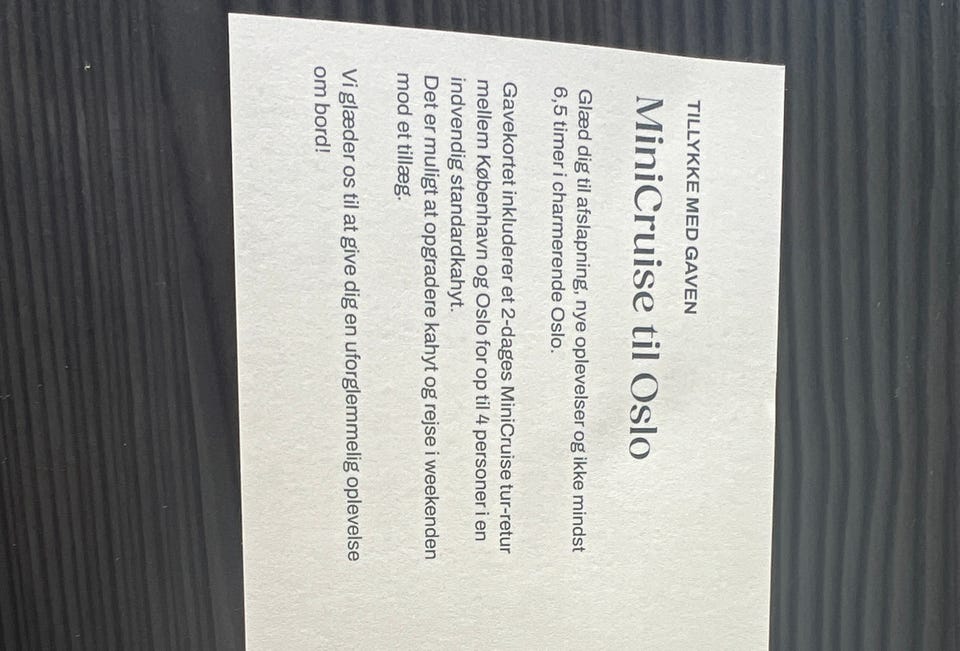 TILLYKKE MED GAVEN
MiniCruise til Oslo
Glæd dig til afslapning, nye oplevelser og ikke mindst
6,5 timer i charmerende Oslo.
Gavekortet inkluderer et 2-dages MiniCruise tur-retur
mellem København og Oslo for op til 4 personer i en
indvendig standardkahyt.
Det er muligt at opgradere kahyt og rejse i weekenden
mod et tillæg.
Vi glæder os til at give dig en uforglemmelig oplevelse
om bord!